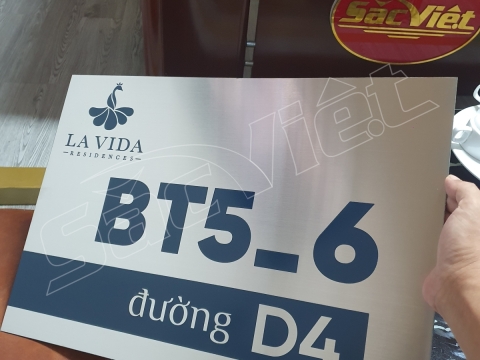 Sắc Việt
LA VIDA
RESIDENCES
BT5_6
đường D4
Sắc Việt